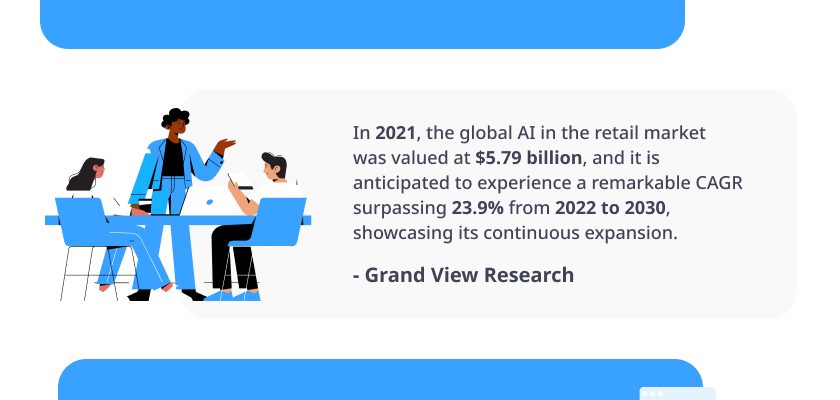 In 2021, the global AI in the retail market
was valued at $5.79 billion, and it is
anticipated to experience a remarkable CAGR
surpassing 23.9% from 2022 to 2030,
showcasing its continuous expansion.
- Grand View Research